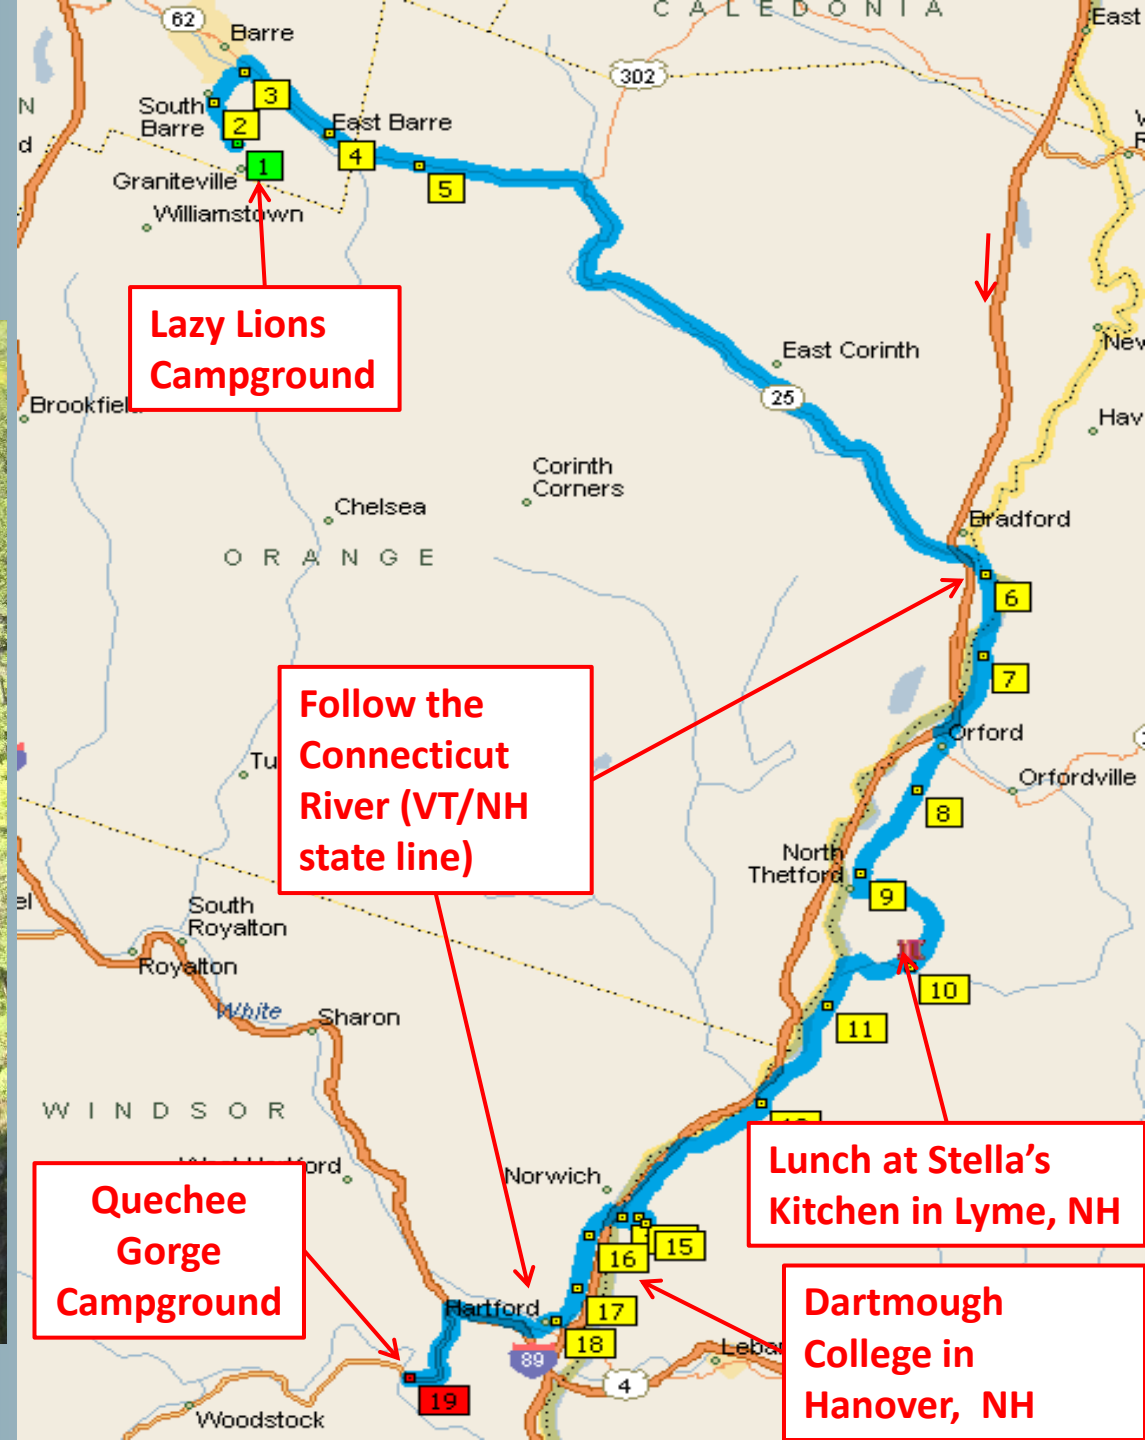 CALEDONIA
62
Barre
East
302
3
South
Barre
2
East Barre
4
1
5
Graniteville
Williamstown
Lazy Lions
Campground
East Corinth
25
Corinth
Corners
Chelsea
ORANGE
Bradford
6
7
Follow the
Connecticut
River (VT/NH
state line)
Orford
Orfordville
8
North
Thetford
9
South
Royalton
Royalton
10
White
Sharon
11
WINDSOR
Lunch at Stella’s
Kitchen in Lyme, NH
Norwich
Quechee
Gorge
Campground
15
16
Hartford
17
18
Dartmough
College in
Hanover, NH
89
4
19
Woodstock